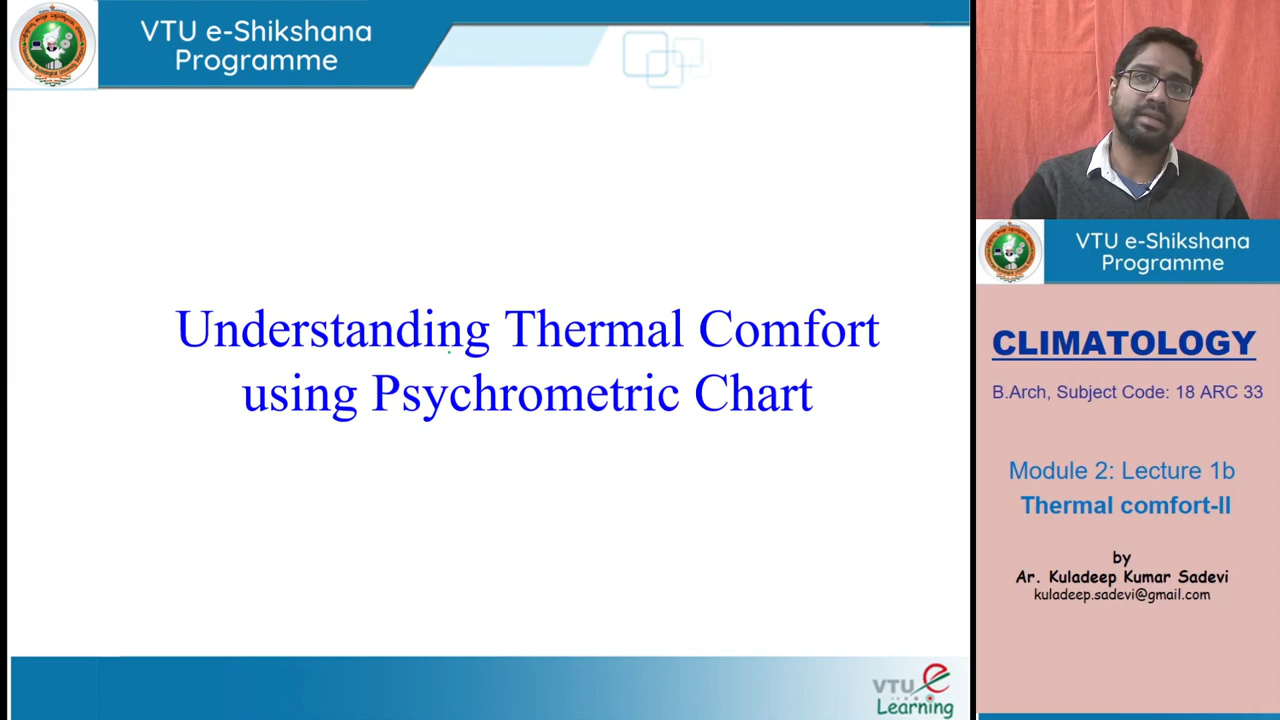 VTU e-Shikshana
Programme
Understanding Thermal Comfort
using Psychrometric Chart
VTU
Learning
VTU e-Shikshana
Programme
CLIMATOLOGY
B.Arch, Subject Code: 18 ARC 33
Module 2: Lecture 1b
Thermal comfort-II
by
Ar. Kuladeep Kumar Sadevi
kuladeep.sadevi@gmail.com